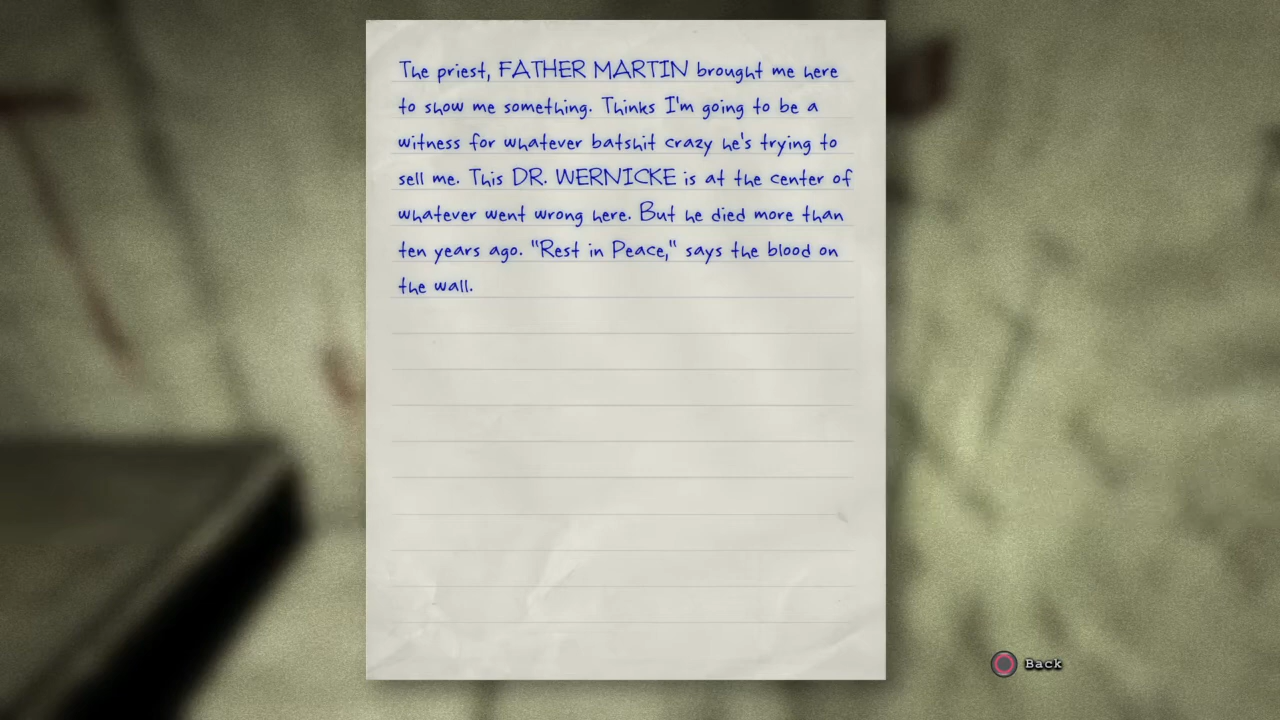 The priest, FATHER MARTIN brought me here
to show me something. Thinks I'm going to be a
witness for whatever batshit crazy he's trying to
sell me. This DR. WERNICKE is at the center of
whatever went wrong here. But he died more than
ten years ago. "Rest in Peace," says the blood on
the wall.
Back